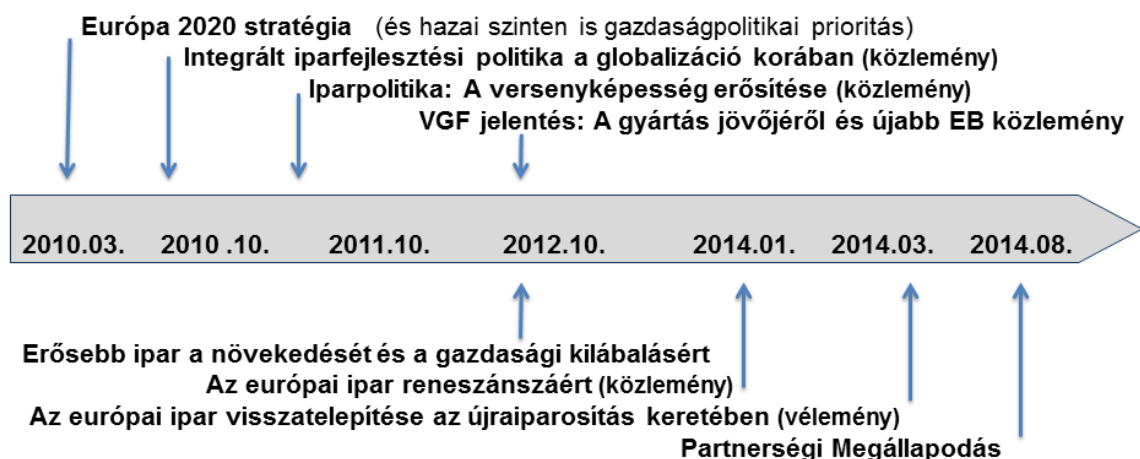 Európa 2020 stratégia (és hazai szinten is gazdaságpolitikai prioritás)
Integrált iparfejlesztési politika a globalizáció korában (közlemény)
Iparpolitika: A versenyképesség erősítése (közlemény)
VGF jelentés: A gyártás jövőjéről és újabb EB közlemény
2010.03. 2010 .10. 2011.10. 2012.10. 2014.01. 2014.03. 2014.08.
Erősebb ipar a növekedését és a gazdasági kilábalásért
Az európai ipar reneszánszáért (közlemény)
Az európai ipar visszatelepítése az újraiparosítás keretében (vélemény)
Partnerségi Megállapodás